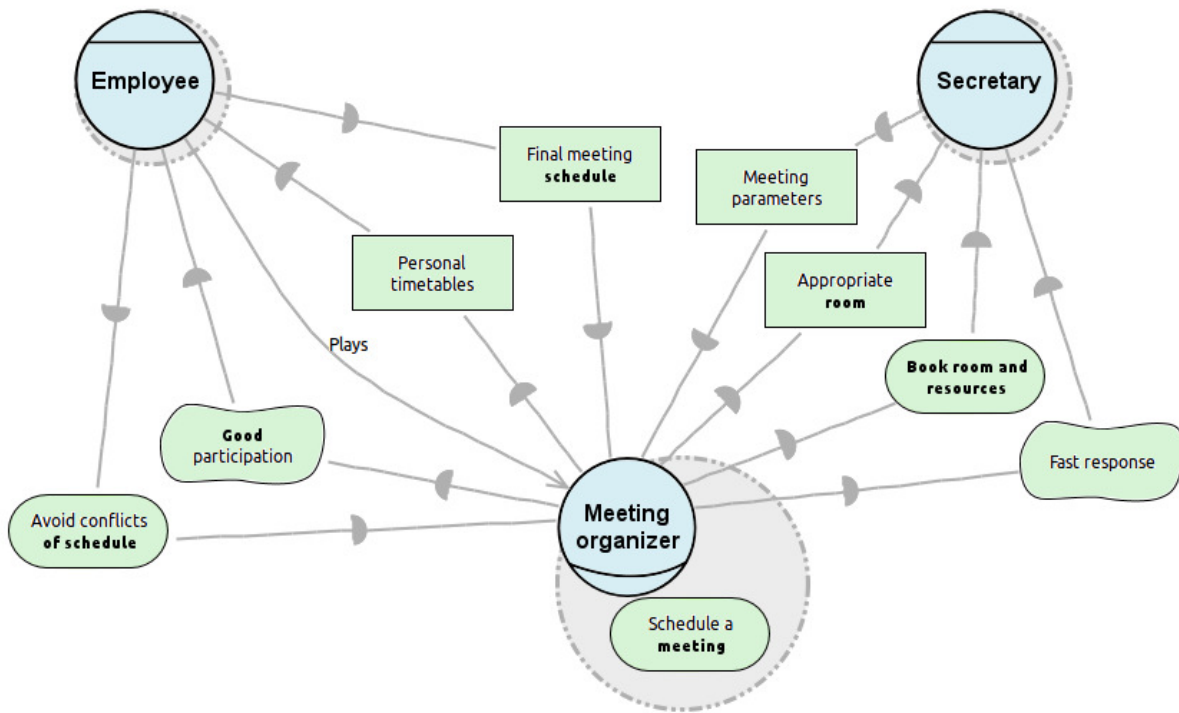 Employee
Secretary
Final meeting
schedule
Meeting
parameters
Personal
timetables
Appropriate
room
Plays
Book room and
resources
Good
participation
Fast response
Avoid conflicts
of schedule
Meeting
organizer
Schedule a
meeting